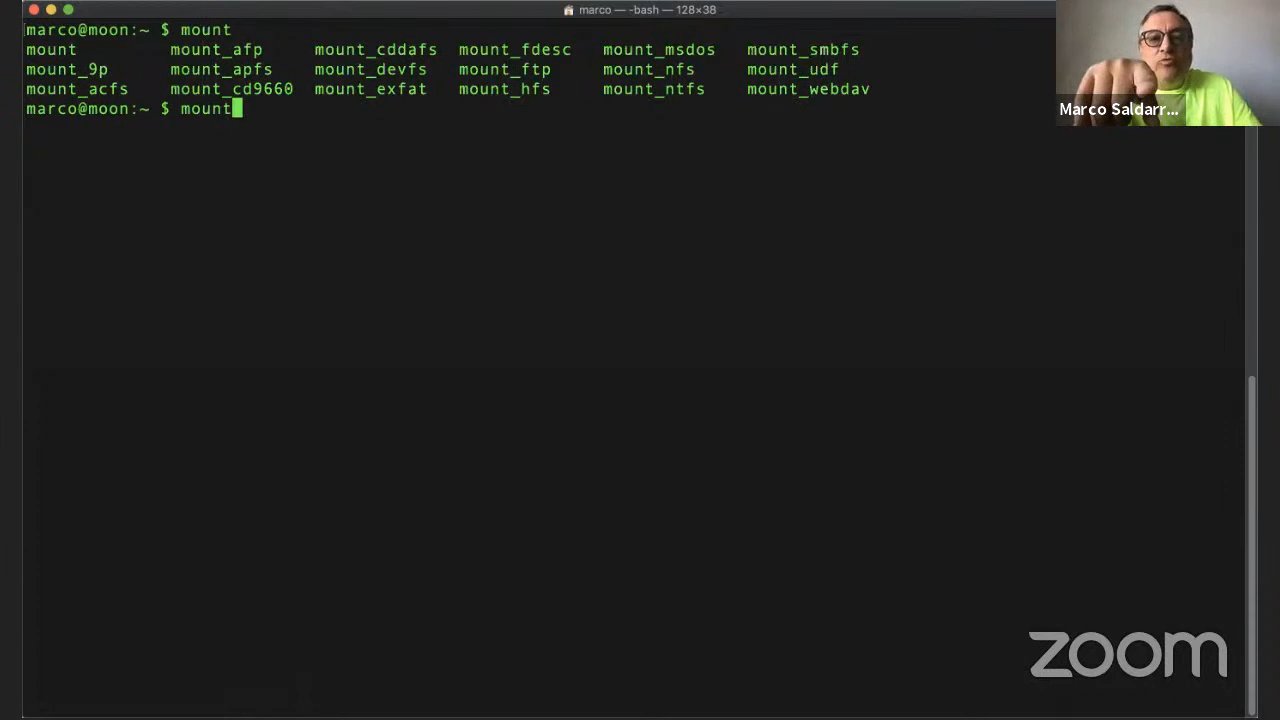 marco — -bash — 128×38
marco@moon:~ $ mount
mount mount_afp mount_cddafs mount_fdesc mount_msdos mount_smbfs
mount_9p mount_apfs mount_devfs mount_ftp mount_nfs mount_udf
mount_acfs mount_cd9660 mount_exfat mount_hfs mount_ntfs mount_webdav
marco@moon:~ $ mount
Marco Saldarr...
zoom